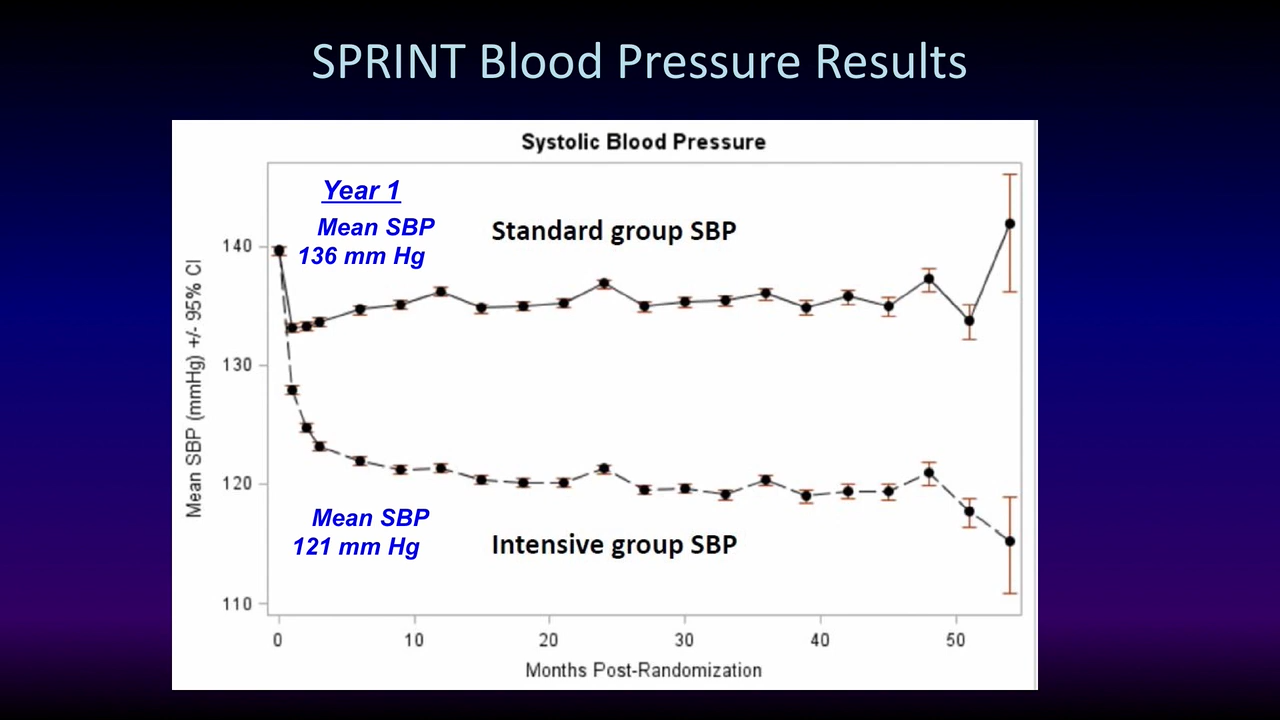 SPRINT Blood Pressure Results
Systolic Blood Pressure
Year 1
Mean SBP
136 mm Hg
Standard group SBP
Mean SBP (mmHg) +/- 95% CI
140
130
120
110
Mean SBP
121 mm Hg
Intensive group SBP
0 10 20 30 40 50
Months Post-Randomization